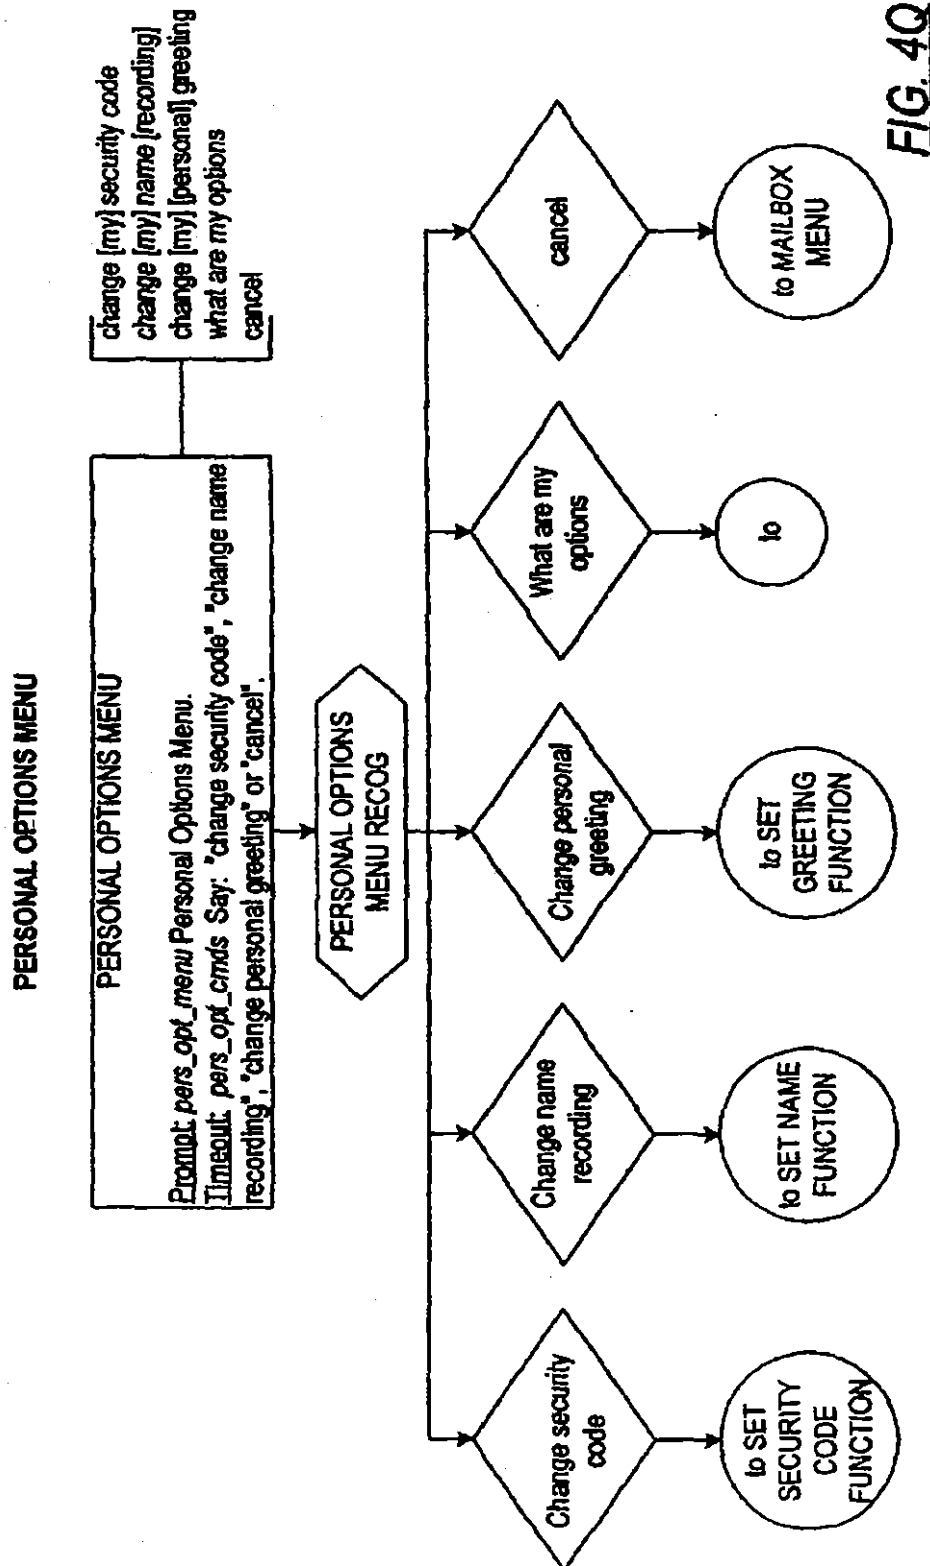 PERSONAL OPTIONS MENU
PERSONAL OPTIONS MENU
Prompt: pers_opt_menu Personal Options Menu.
Timeout: pers_opt_cmds Say: "change security code", "change name
recording", "change personal greeting" or "cancel".
change [my] security code
change [my] name [recording]
change [my] [personal] greeting
what are my options
cancel
PERSONAL OPTIONS
MENU RECOG
Change security
code
Change name
recording
Change personal
greeting
What are my
options
cancel
to SET
SECURITY
CODE
FUNCTION
to SET NAME
FUNCTION
to SET
GREETING
FUNCTION
to
to MAILBOX
MENU
FIG. 4Q